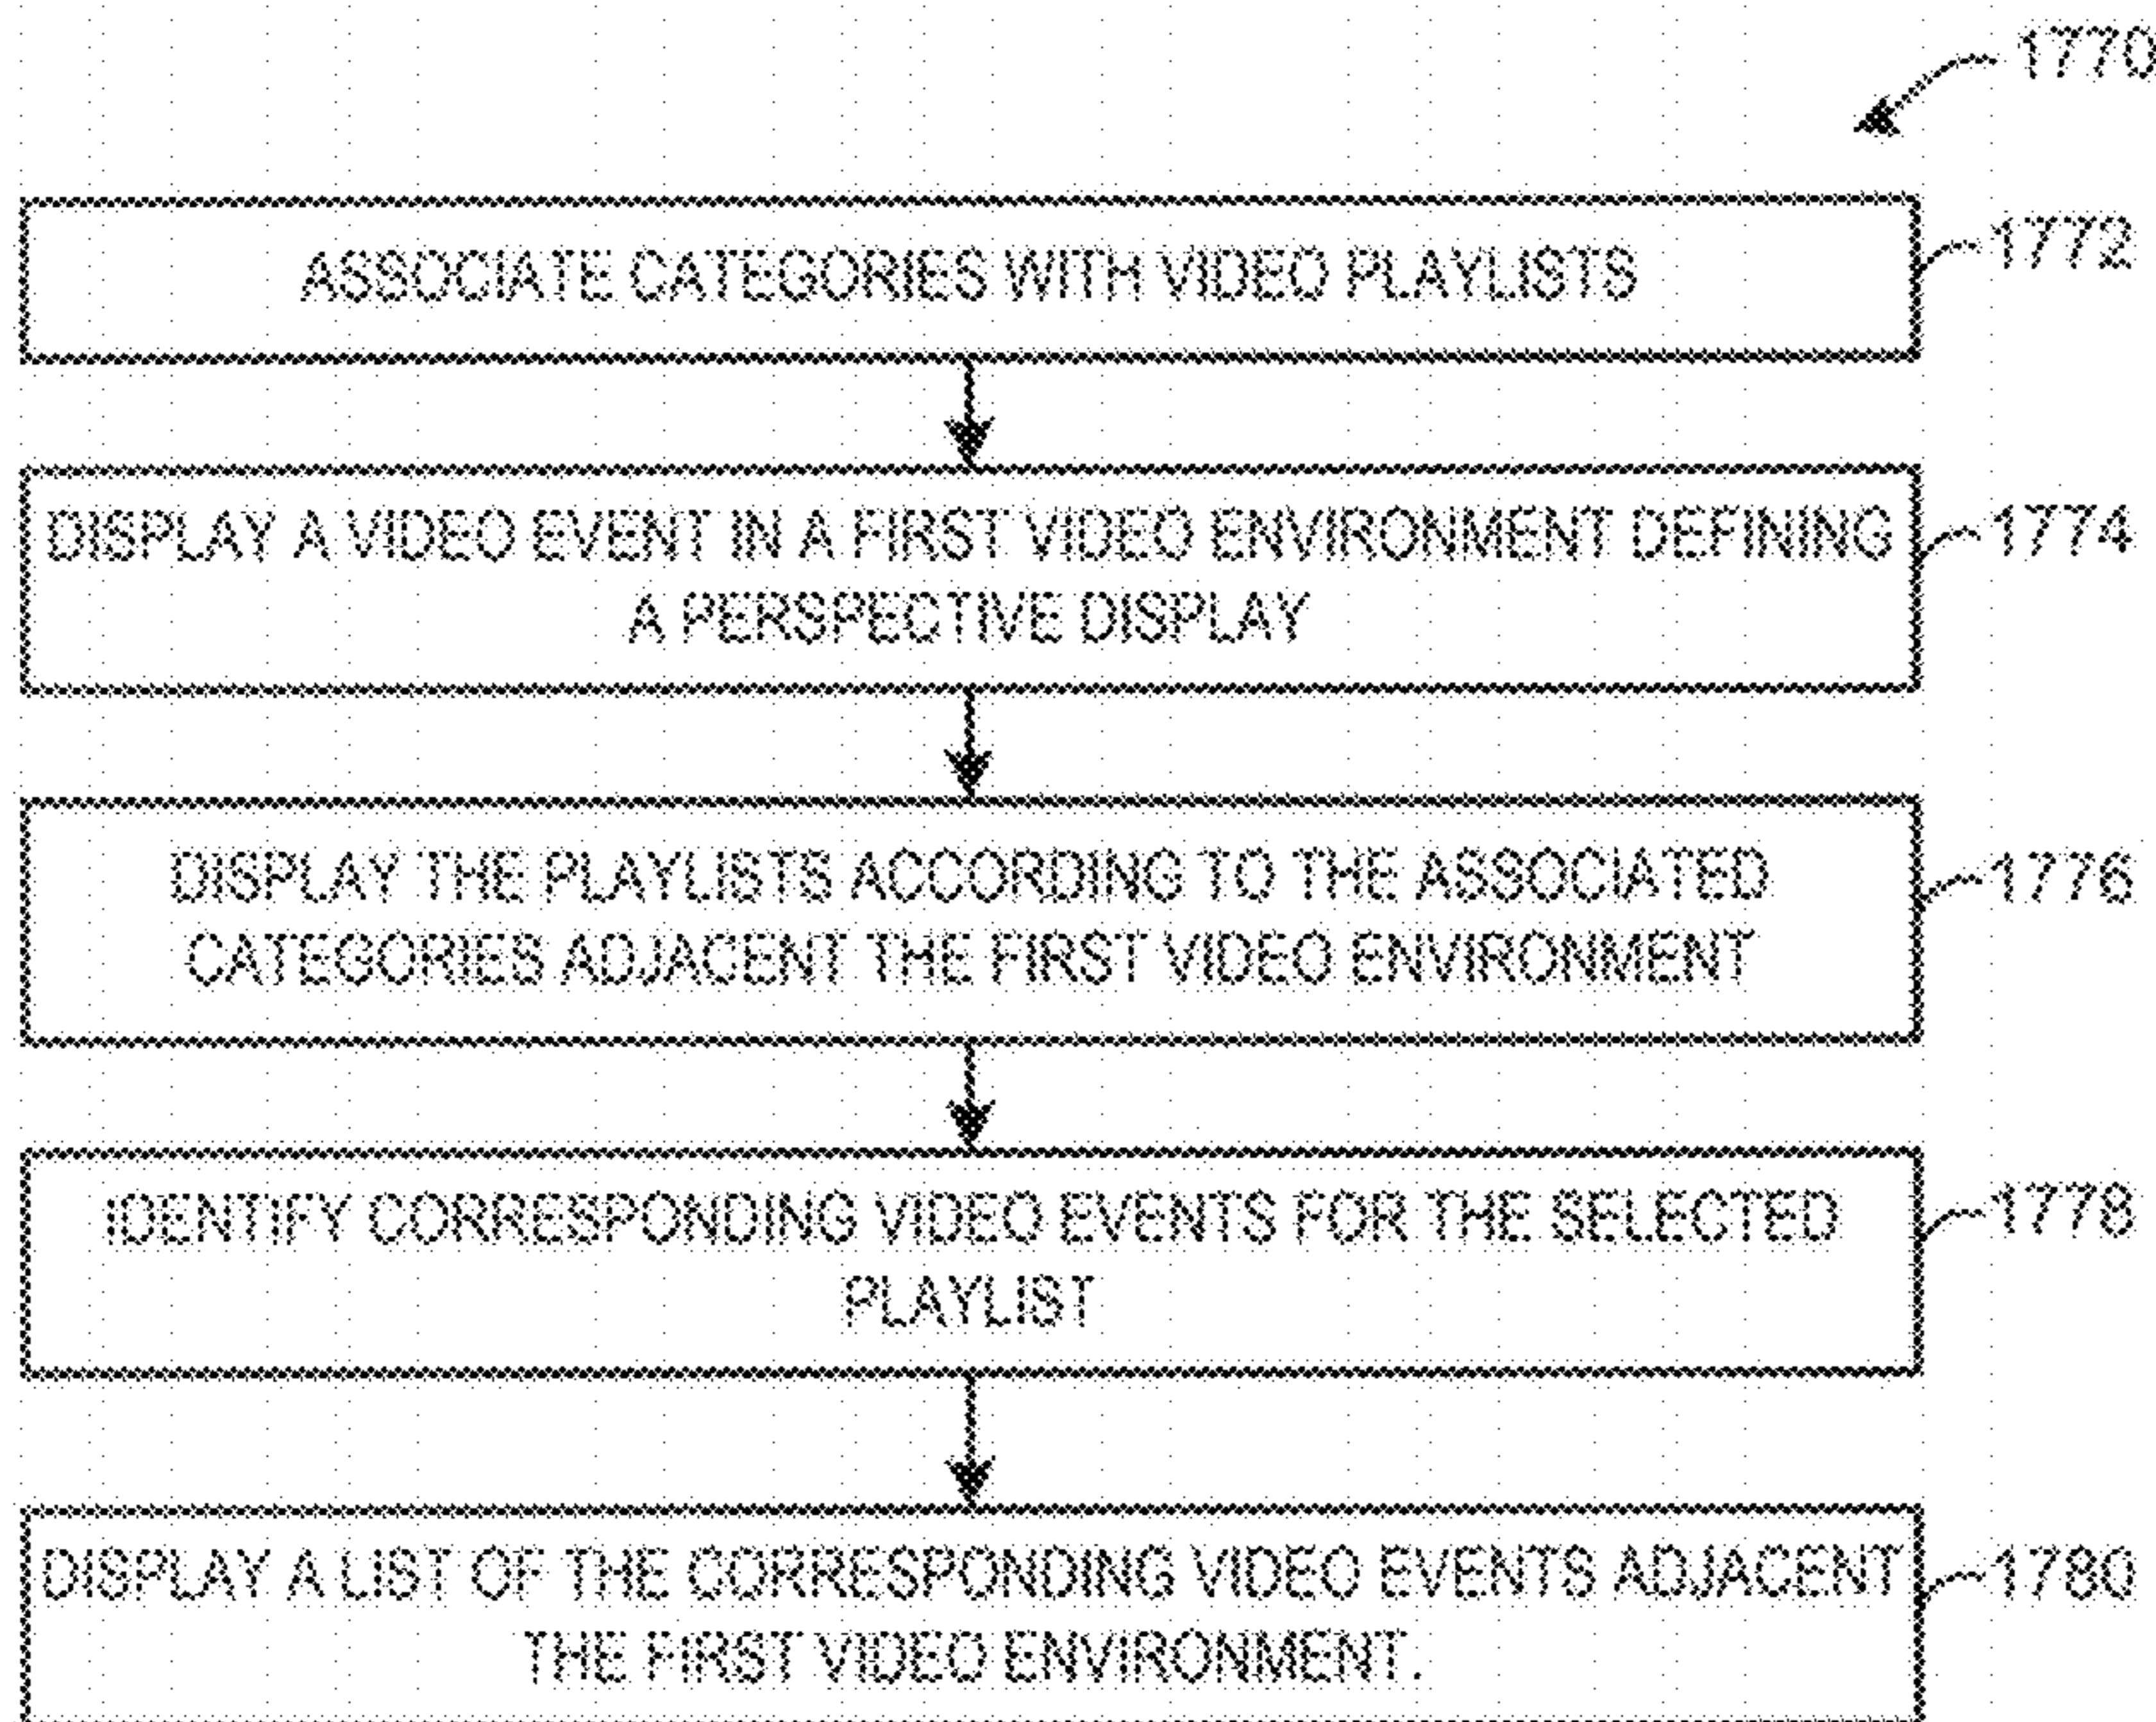 1770
ASSOCIATE CATEGORIES WITH VIDEO PLAYLISTS
1772
DISPLAY A VIDEO EVENT IN A FIRST VIDEO ENVIRONMENT DEFINING
A PERSPECTIVE DISPLAY
1774
DISPLAY THE PLAYLISTS ACCORDING TO THE ASSOCIATED
CATEGORIES ADJACENT THE FIRST VIDEO ENVIRONMENT
1776
IDENTIFY CORRESPONDING VIDEO EVENTS FOR THE SELECTED
PLAYLIST
1778
DISPLAY A LIST OF THE CORRESPONDING VIDEO EVENTS ADJACENT
THE FIRST VIDEO ENVIRONMENT.
1780